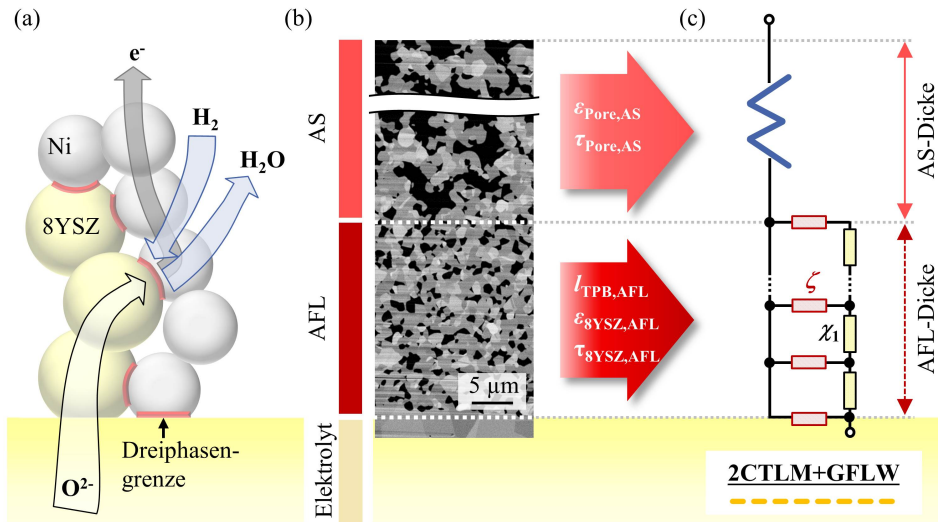 (a)
e-
Ni
H2
H2O
8YSZ
Dreiphasen-
grenze
O2-
(b)
AS
AFL
Elektrolyt
5 µm
εPore,AS
τPore,AS
lTPB,AFL
ε8YSZ,AFL
τ8YSZ,AFL
(c)
ζ
χ1
AS-Dicke
AFL-Dicke
2CTLM+GFLW